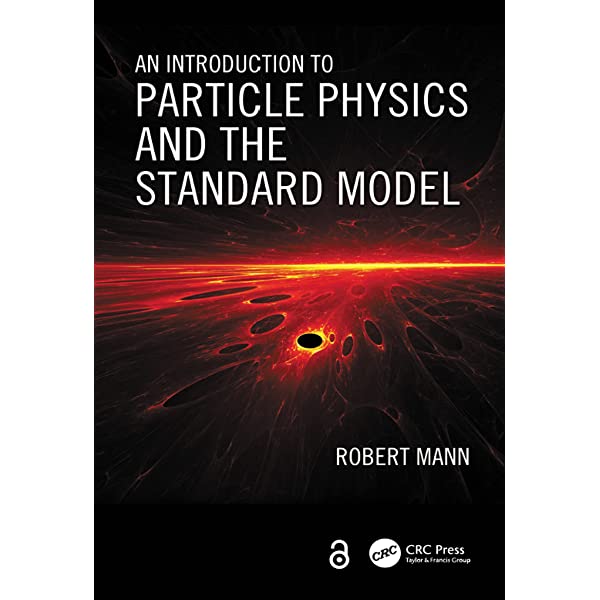 AN INTRODUCTION TO
PARTICLE PHYSICS
AND THE
STANDARD MODEL
ROBERT MANN
CRC
CRC Press
Taylor & Francis Group